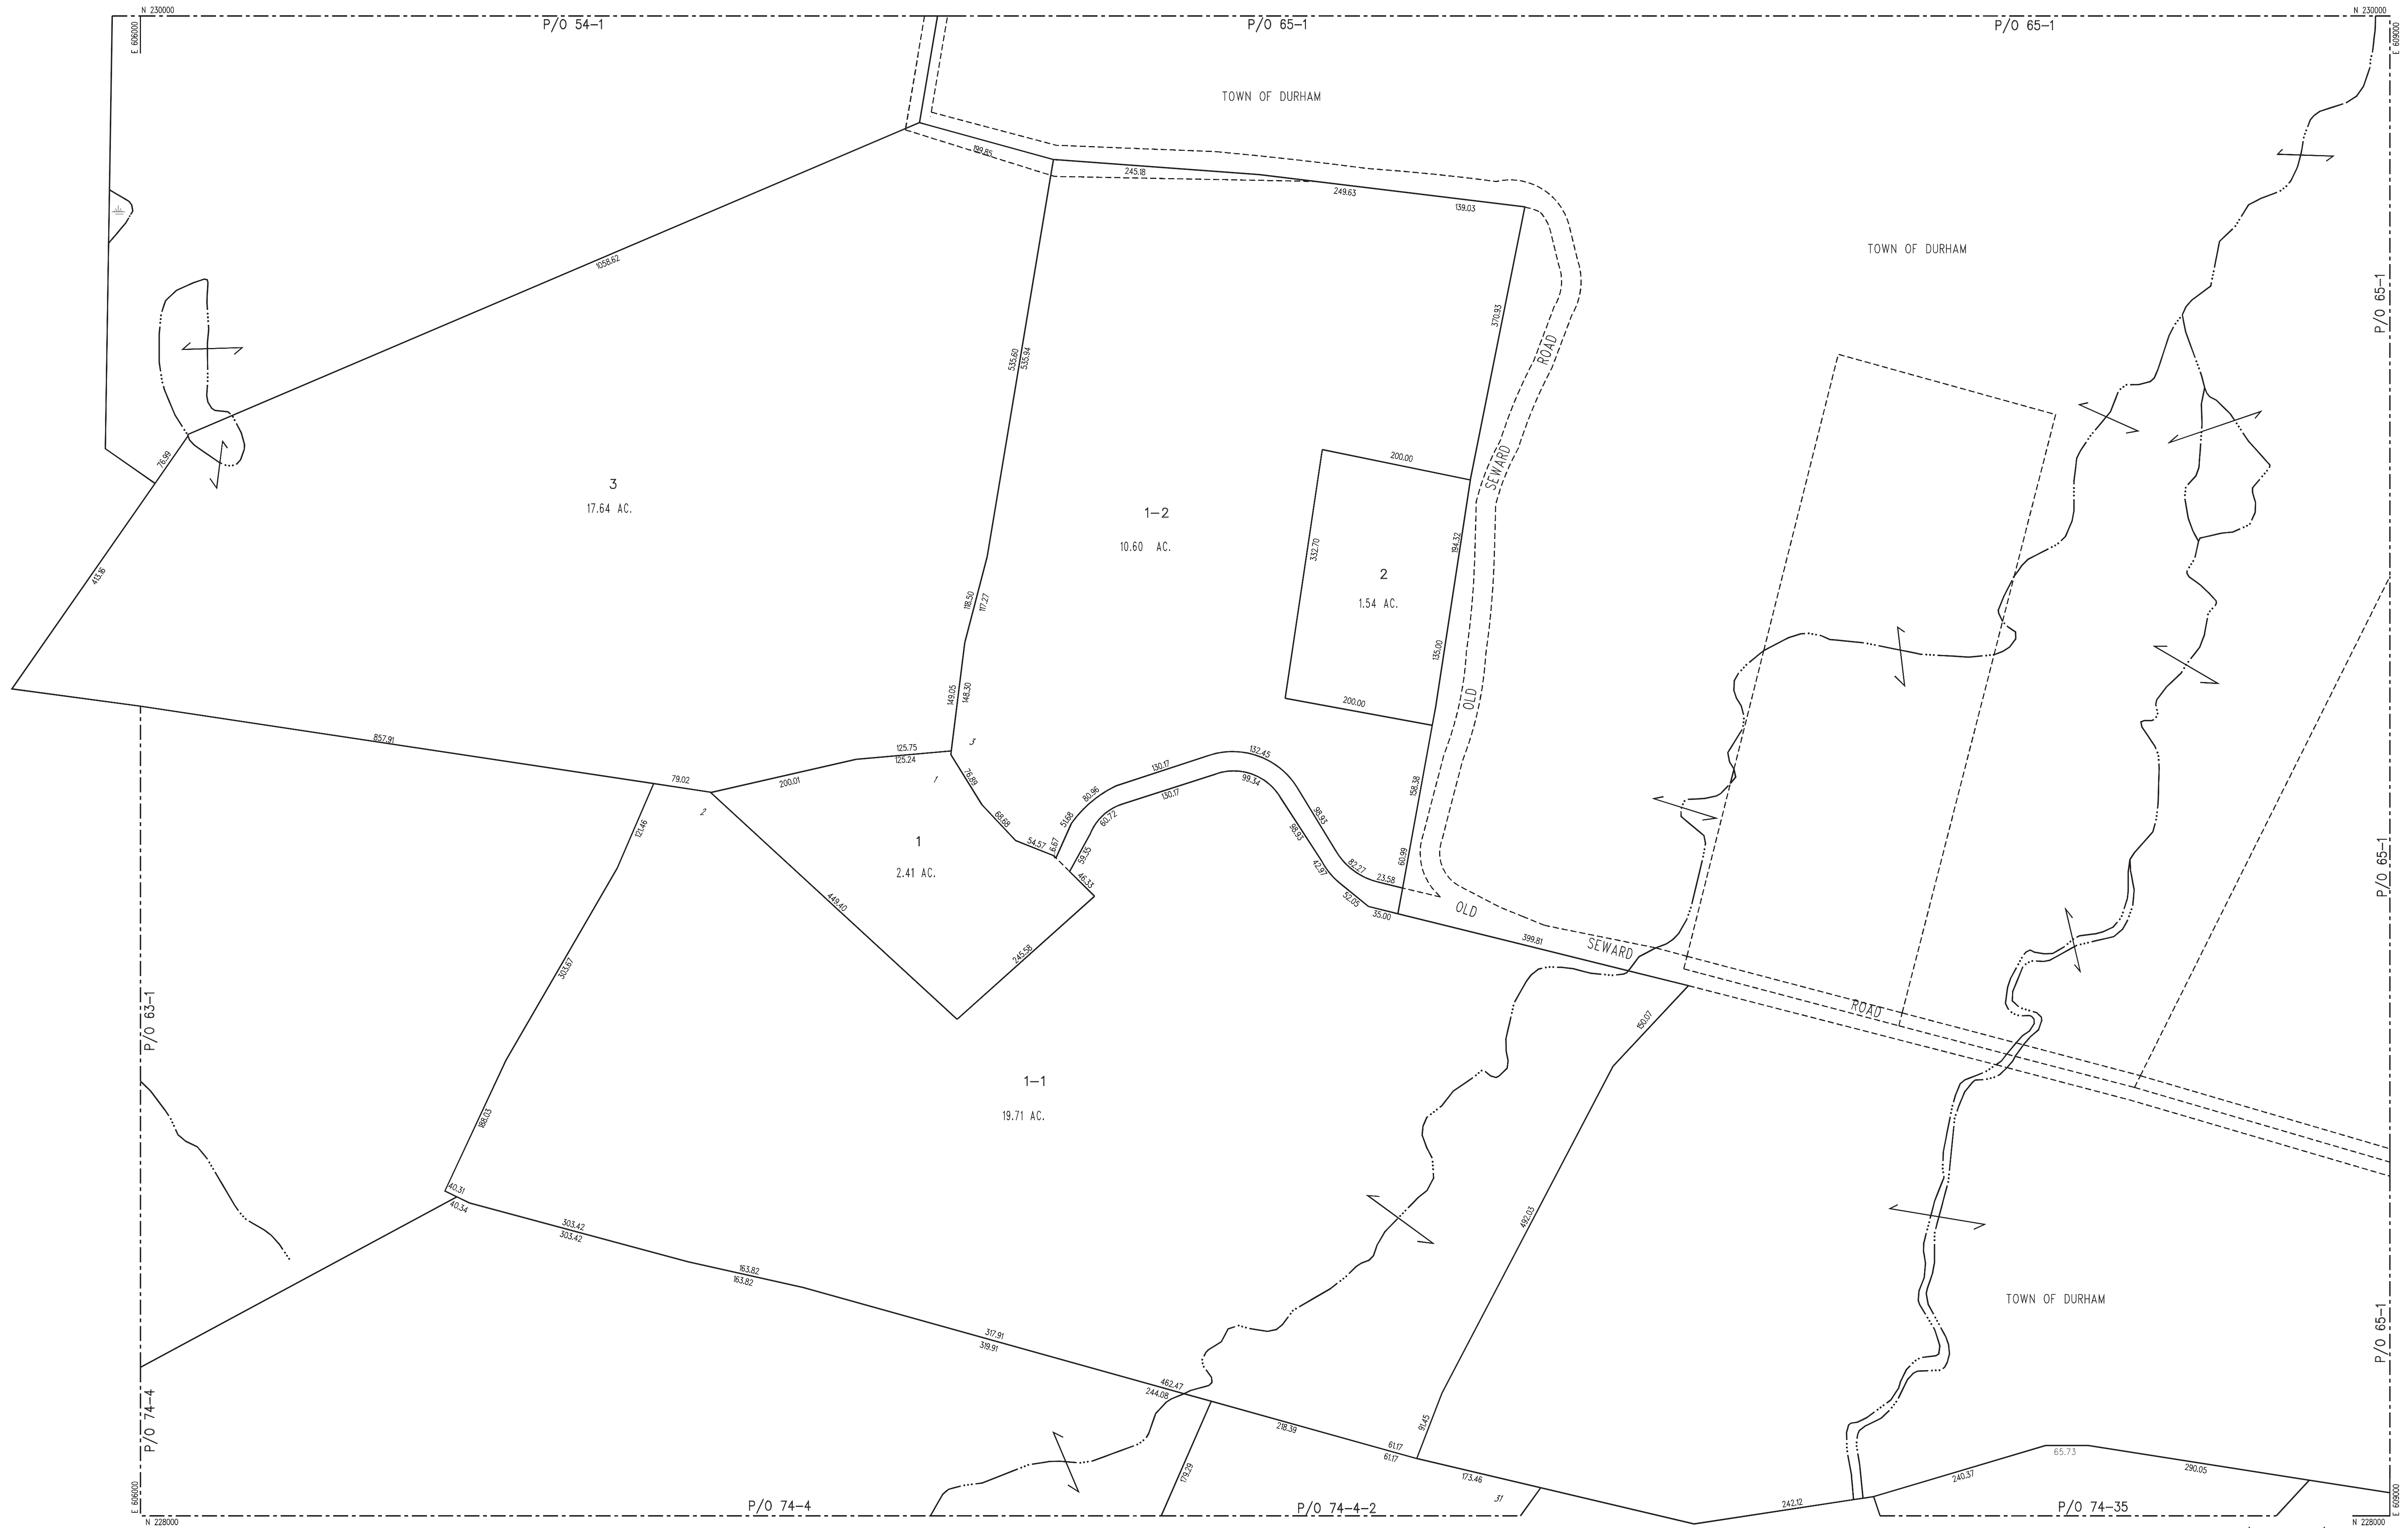 N 230000
N 230000
E 606000
P/O 54-1
P/O 65-1
P/O 65-1
E 609000
TOWN OF DURHAM
199.85
245.18
249.63
139.03
TOWN OF DURHAM
1058.62
P/O 65-1
370.93
535.60
535.94
ROAD
76.99
200.00
SEWARD
3
17.64 AC.
1-2
10.60 AC.
332.70
194.32
2
1.54 AC.
413.16
118.50
117.27
135.00
149.05
148.30
200.00
OLD
857.91
125.75
125.24
3
1
79.02
200.01
2
76.89
130.17
132.45
130.17
99.34
158.38
80.96
51.68
60.72
68.68
98.93
98.93
121.46
1
54.57
6.67
59.35
60.99
2.41 AC.
46.33
42.97
82.27
23.58
P/O 65-1
449.40
52.05
35.00
OLD
245.58
399.81
SEWARD
303.67
ROAD
P/O 63-1
150.07
1-1
19.71 AC.
188.03
40.31
40.34
303.42
303.42
492.03
163.82
163.82
TOWN OF DURHAM
317.91
319.91
P/O 65-1
462.47
244.08
P/O 74-4
218.39
91.45
61.17
61.17
65.73
179.29
173.46
240.37
290.05
31
242.12
E 606000
P/O 74-4
P/O 74-4-2
P/O 74-35
E 609000
N 228000
N 228000